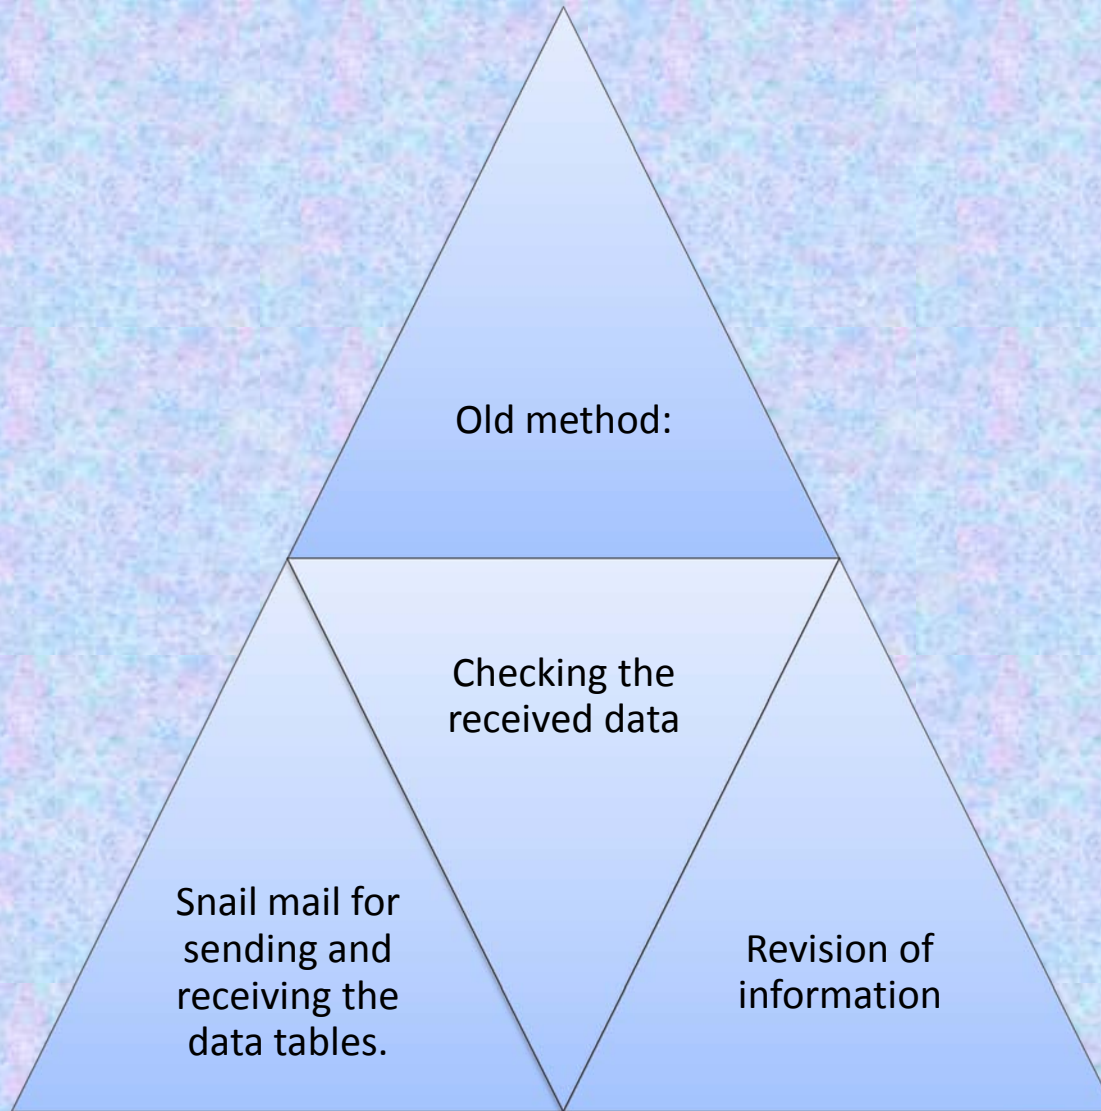 Old method:
Checking the
received data
Snail mail for
sending and
receiving the
data tables.
Revision of
information